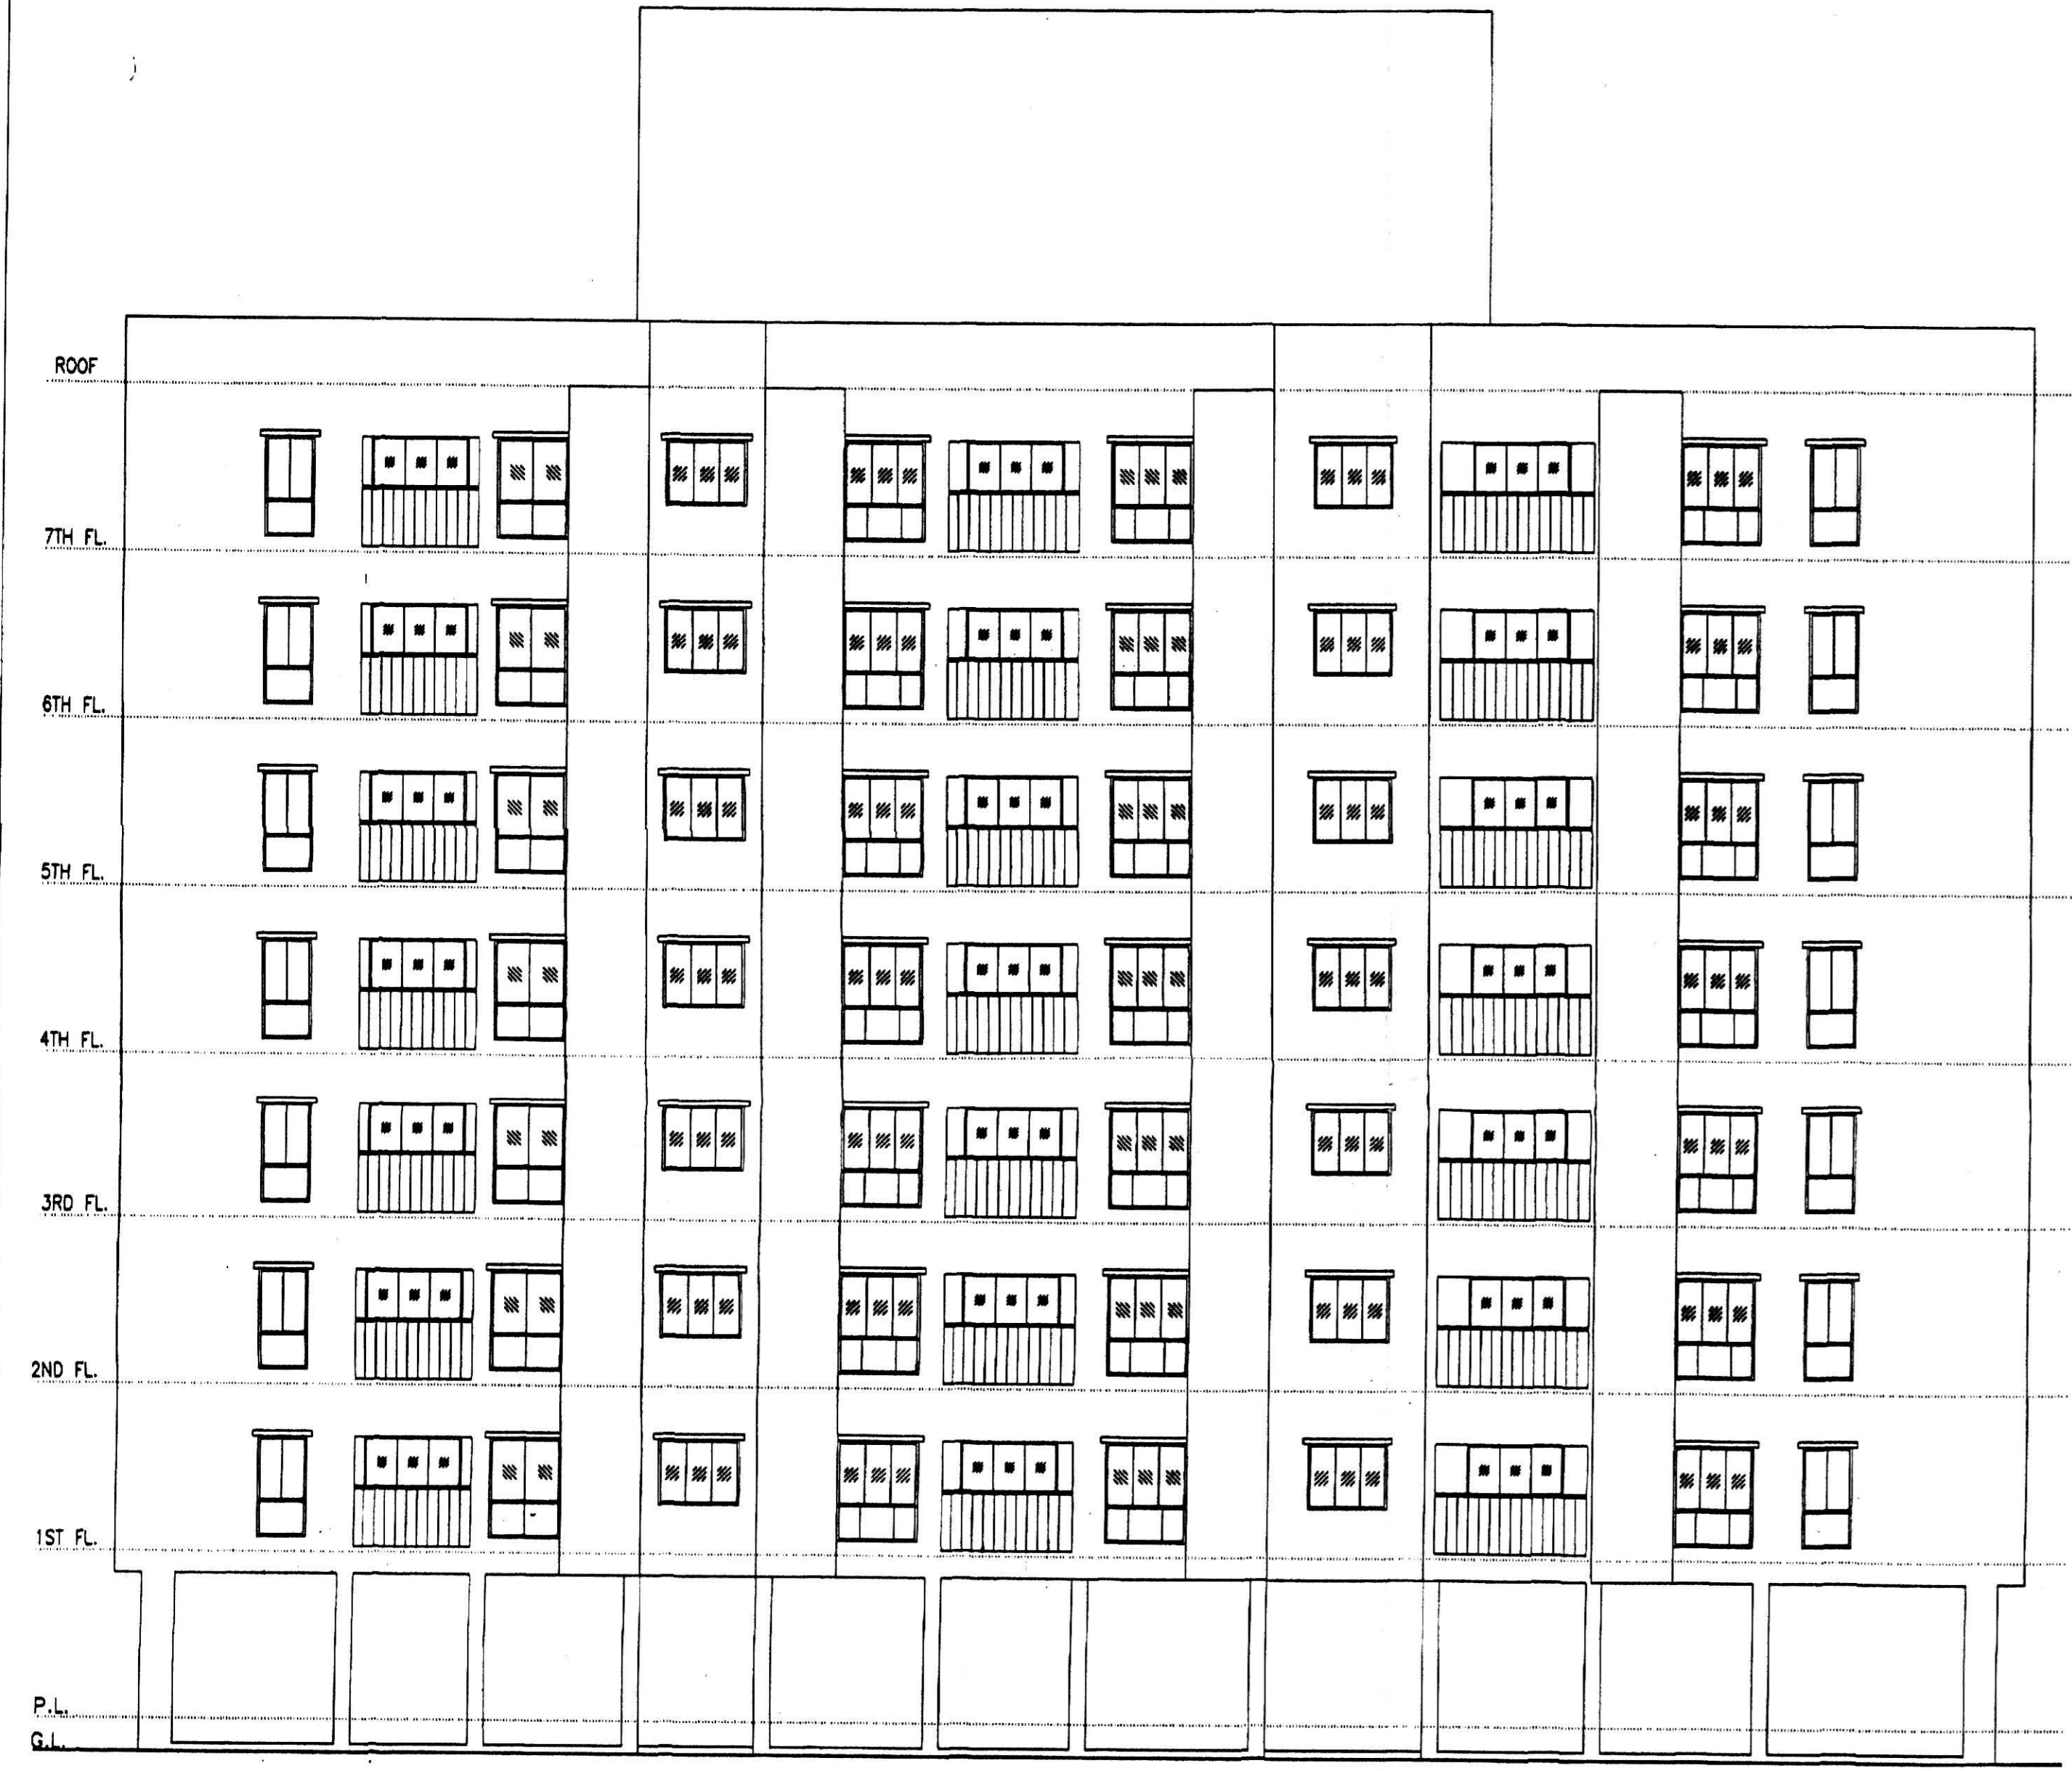 ROOF
7TH FL.
6TH FL.
5TH FL.
4TH FL.
3RD FL.
2ND FL.
1ST FL.
P.L.
G.L.